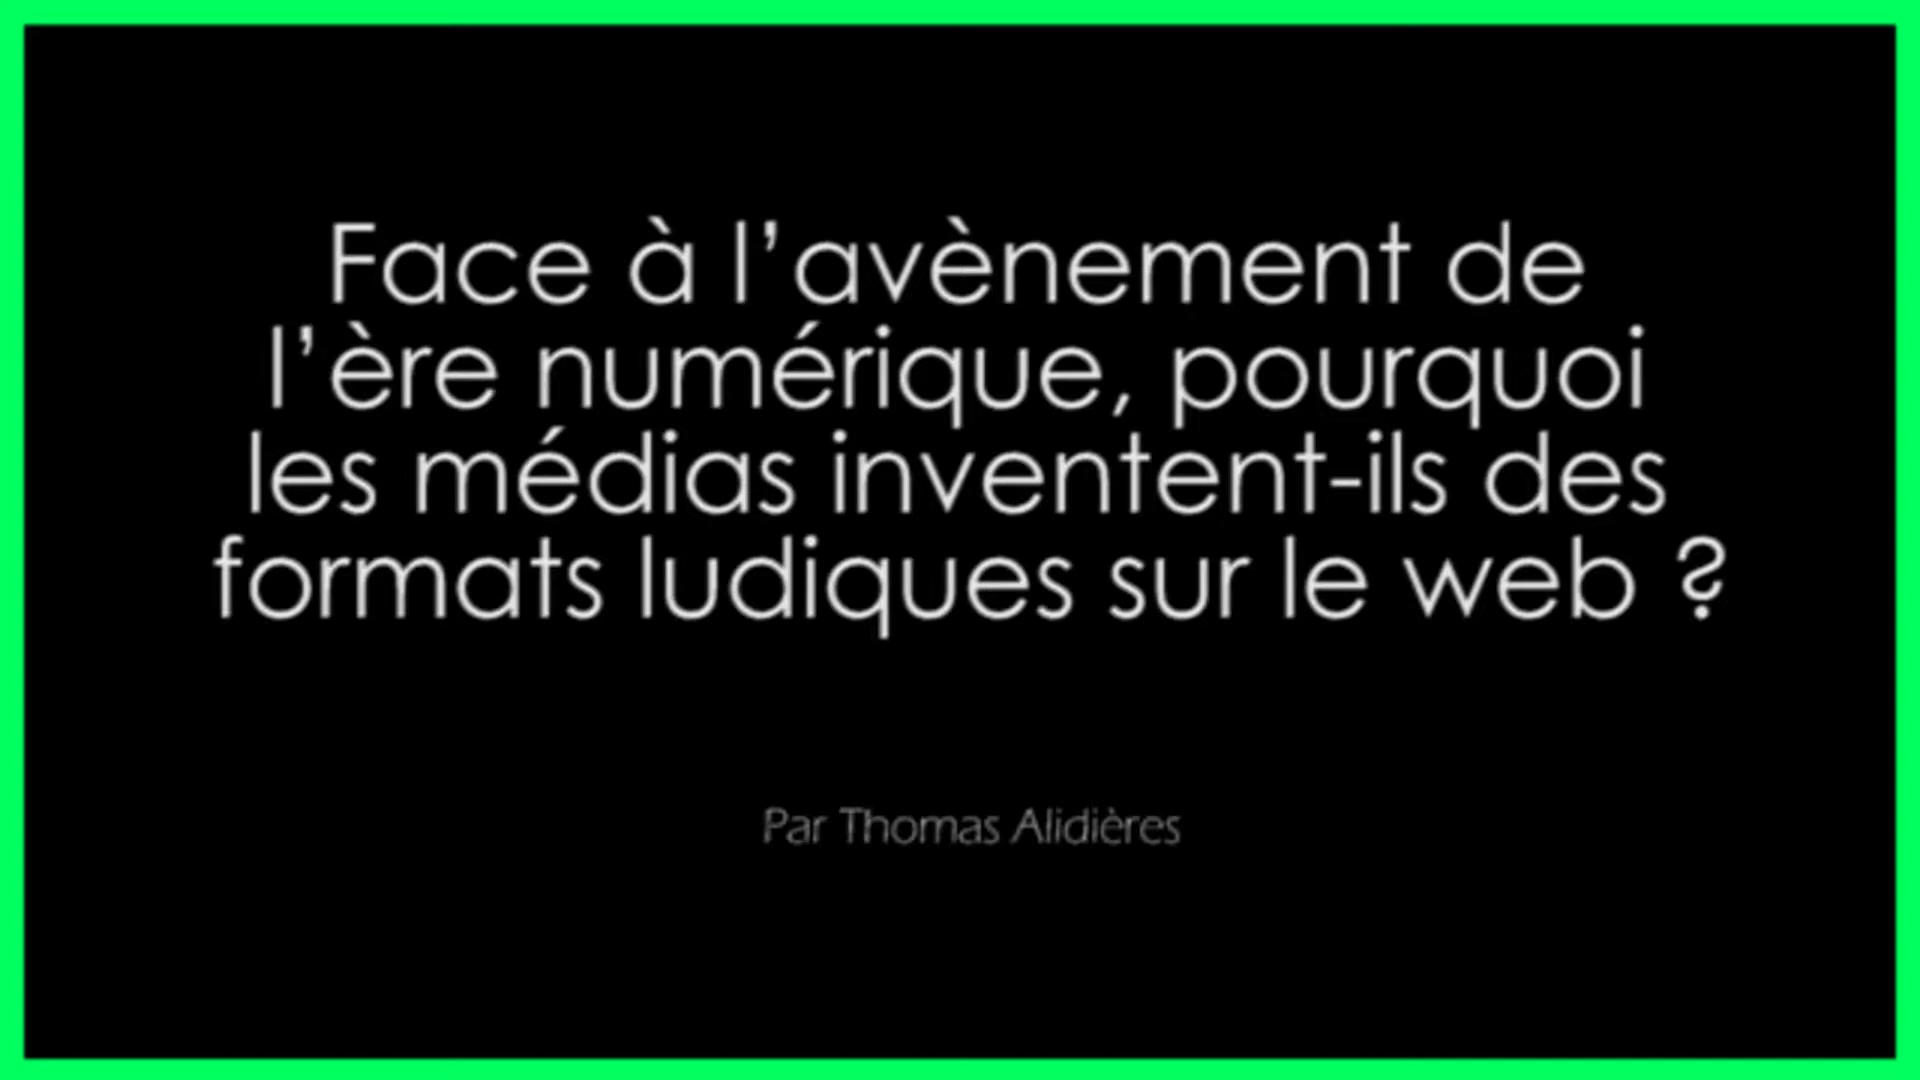 Face à l’avènement de
l’ère numérique, pourquoi
les médias inventent-ils des
formats ludiques sur le web ?
Par Thomas Alidières